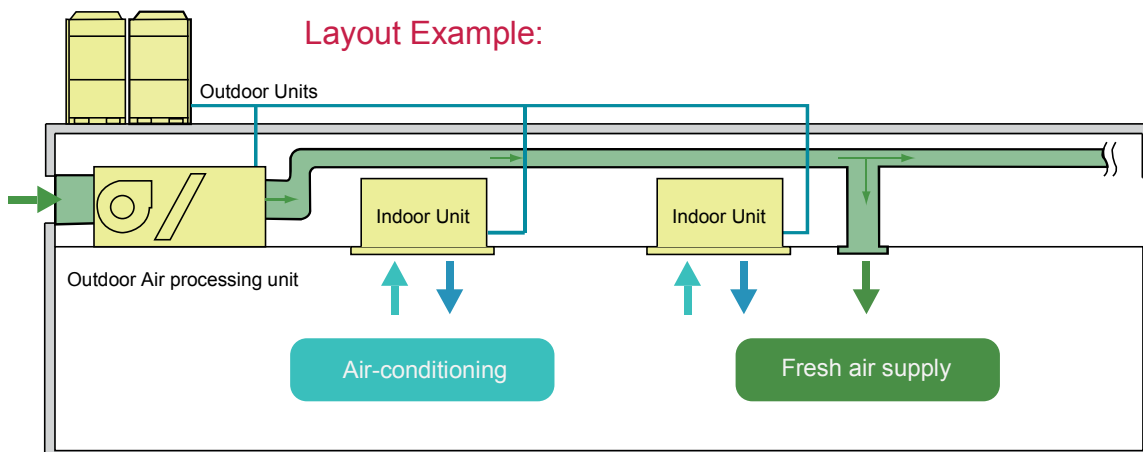 Layout Example:
Outdoor Units
Indoor Unit
Indoor Unit
Outdoor Air processing unit
Air-conditioning
Fresh air supply